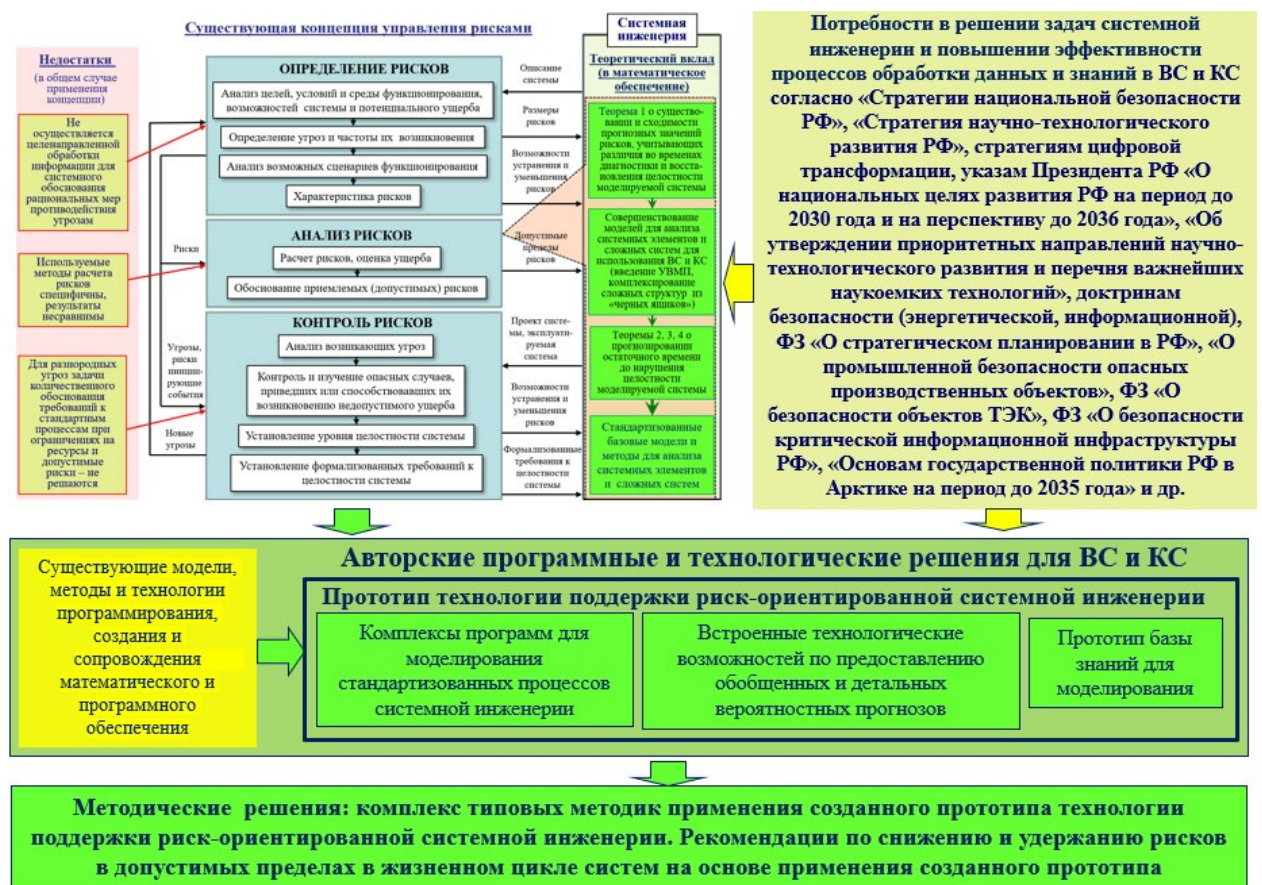 Существующая концепция управления рисками
Недостатки
(в общем случае
применения
концепции)
Не
осуществляется
целенаправленной
обработки
информации для
системного
обоснования
рациональных мер
противодействия
угрозам
Используемые
методы расчета
рисков
специфичны,
результаты
несравнимы
Для разнородных
угроз задачи
количественного
обоснования
требований к
стандартным
процессам при
ограничениях на
ресурсы и
допустимые
риски – не
решаются
Риски
Угрозы,
риски
иниции-
рующие
события
Новые
угрозы
ОПРЕДЕЛЕНИЕ РИСКОВ
Анализ целей, условий и среды функционирования,
возможностей системы и потенциального ущерба
Определение угроз и частоты их возникновения
Анализ возможных сценариев функционирования
Характеристика рисков
АНАЛИЗ РИСКОВ
Расчет рисков, оценка ущерба
Обоснование приемлемых (допустимых) рисков
КОНТРОЛЬ РИСКОВ
Анализ возникающих угроз
Контроль и изучение опасных случаев,
приведших или способствовавших их
возникновению недопустимого ущерба
Установление уровня целостности системы
Установление формализованных требований к
целостности системы
Описание
системы
Размеры
рисков
Возможности
устранения и
уменьшения
рисков
Допустимые
пределы
рисков
Проект систе-
мы, эксплуати-
руемая
система
Возможности
устранения и
уменьшения
рисков
Формализованные
требования к
целостности
системы
Системная
инженерия
Теоретический вклад
(в математическое
обеспечение)
Теорема 1 о существо-
вании и сходимости
прогнозных значений
рисков, учитывающих
различия во временах
диагностики и восста-
новления целостности
моделируемой системы
Совершенствование
моделей для анализа
системных элементов и
сложных систем для
использования ВС и КС
(введение УВМП,
комплексирование
сложных структур из
«черных ящиков»)
Теоремы 2, 3, 4 о
прогнозировании
остаточного времени
до нарушения
целостности
моделируемой системы
Стандартизованные
базовые модели и
методы для анализа
системных элементов
и сложных систем
Потребности в решении задач системной
инженерии и повышении эффективности
процессов обработки данных и знаний в ВС и КС
согласно «Стратегии национальной безопасности
РФ», «Стратегия научно-технологического
развития РФ», стратегиям цифровой
трансформации, указам Президента РФ «О
национальных целях развития РФ на период до
2030 года и на перспективу до 2036 года», «Об
утверждении приоритетных направлений научно-
технологического развития и перечня важнейших
наукоемких технологий», доктринам
безопасности (энергетической, информационной),
ФЗ «О стратегическом планировании в РФ», «О
промышленной безопасности опасных
производственных объектов», ФЗ «О
безопасности объектов ТЭК», ФЗ «О безопасности
критической информационной инфраструктуры
РФ», «Основам государственной политики РФ в
Арктике на период до 2035 года» и др.
Существующие модели,
методы и технологии
программирования,
создания и
сопровождения
математического и
программного
обеспечения
Авторские программные и технологические решения для ВС и КС
Прототип технологии поддержки риск-ориентированной системной инженерии
Комплексы программ для
моделирования
стандартизованных процессов
системной инженерии
Встроенные технологические
возможностей по предоставлению
обобщенных и детальных
вероятностных прогнозов
Прототип базы
знаний для
моделирования
Методические решения: комплекс типовых методик применения созданного прототипа технологии
поддержки риск-ориентированной системной инженерии. Рекомендации по снижению и удержанию рисков
в допустимых пределах в жизненном цикле систем на основе применения созданного прототипа